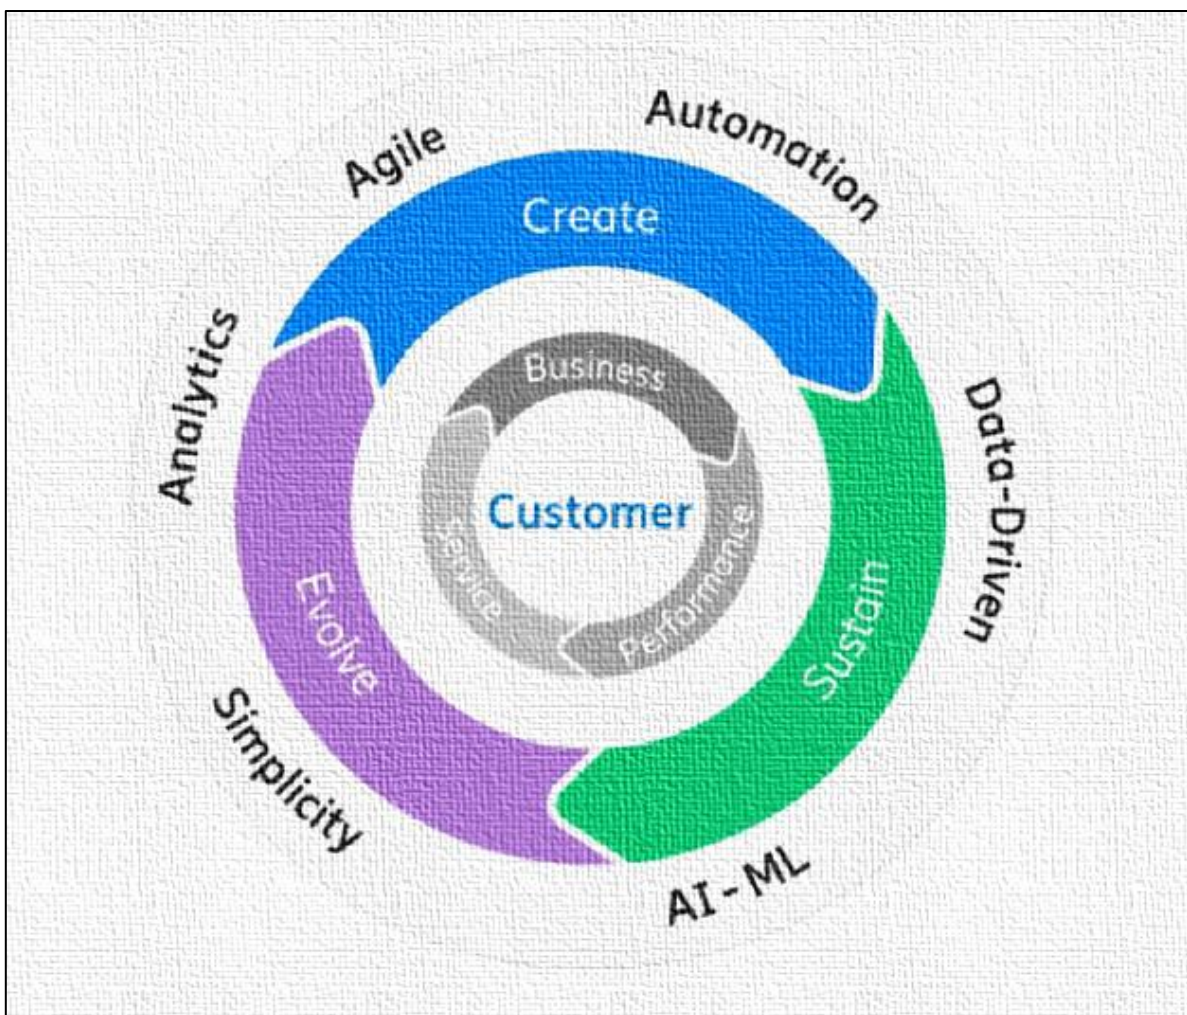 Agile
Automation
Create
Analytics
Business
Data-Driven
Customer
Service
Performance
Evolve
Sustain
Simplicity
AI - ML